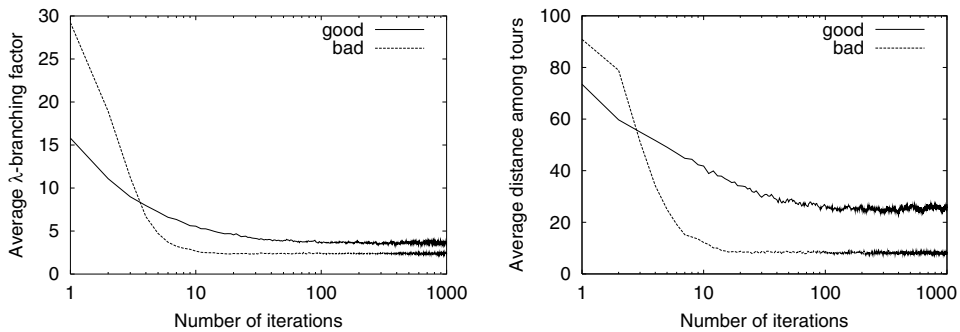 Average λ-branching factor
30
25
20
15
10
5
0
good
bad
1
10
100
1000
Number of iterations
Average distance among tours
100
80
60
40
20
0
good
bad
1
10
100
1000
Number of iterations